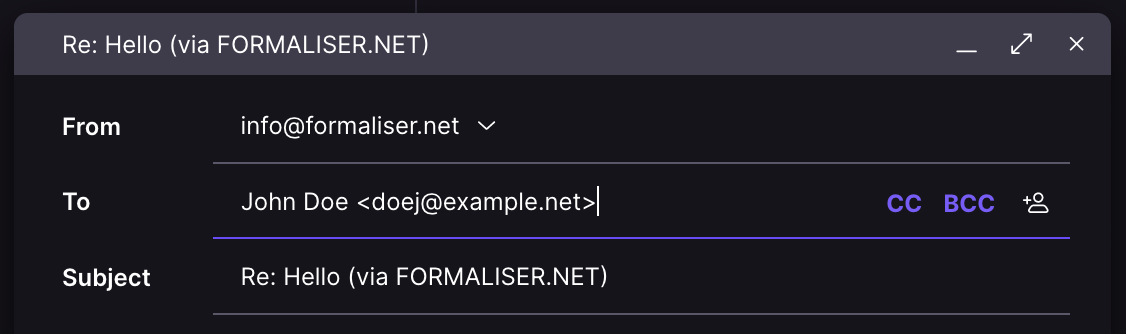 Re: Hello (via FORMALISER.NET)
From info@formaliser.net
To John Doe <doej@example.net> CC BCC
Subject Re: Hello (via FORMALISER.NET)